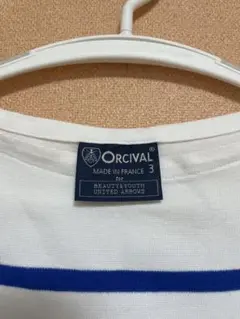 ORCIVAL®
MADE IN FRANCE 3
for
BEAUTY&YOUTH
UNITED ARROWS